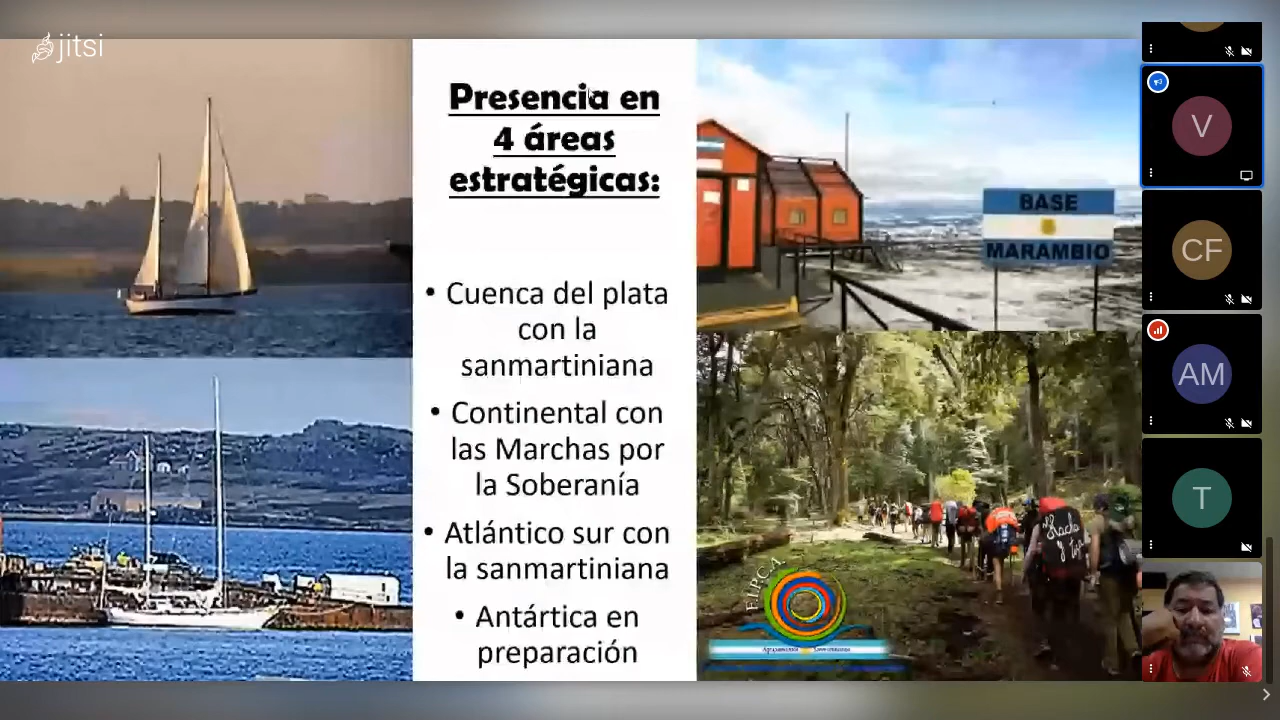 jitsi
Presencia en
4 áreas
estratégicas:
• Cuenca del plata
con la
sanmartiniana
• Continental con
las Marchas por
la Soberanía
• Atlántico sur con
la sanmartiniana
• Antártica en
preparación
BASE
MARAMBIO
V
CF
AM
T